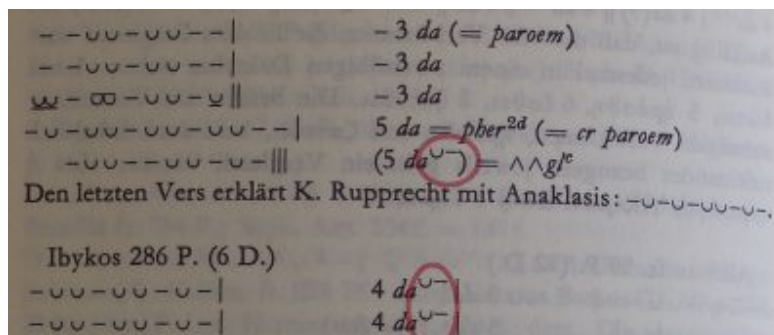 – –∪∪–∪∪– –| – 3 da (= paroem)
– –∪∪–∪∪– –| – 3 da
– 3 da
–∪–∪∪–∪∪–∪∪– –| 5 da = pher²ᵈ (= cr paroem)
(5 da∪–) = ∧∧gl²ᶜ
Den letzten Vers erklärt K. Rupprecht mit Anaklasis: –∪–∪–∪∪–∪–.
Ibykos 286 P. (6 D.)
–∪∪–∪∪–∪–| 4 da∪–|
–∪∪–∪∪–∪–| 4 da∪–|